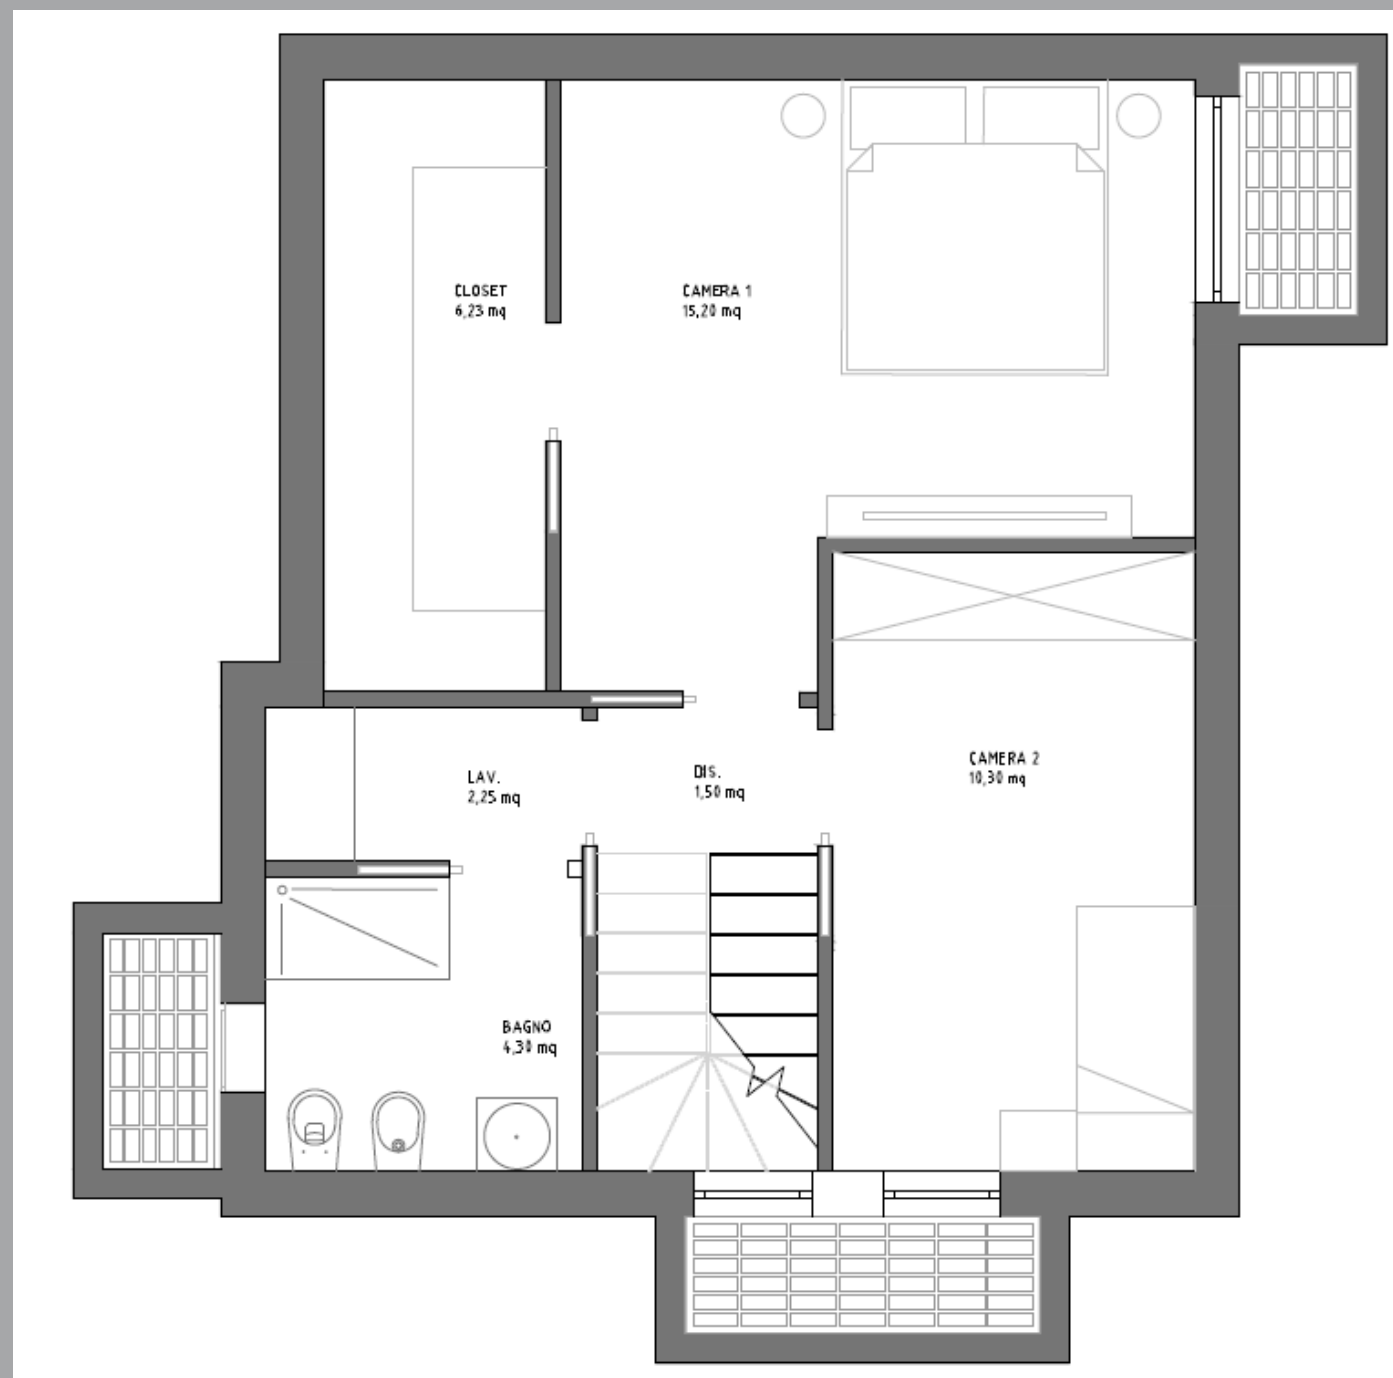 CLOSET
6,23 mq
CAMERA 1
15,20 mq
CAMERA 2
10,30 mq
LAV.
2,25 mq
DIS.
1,50 mq
BAGNO
4,30 mq